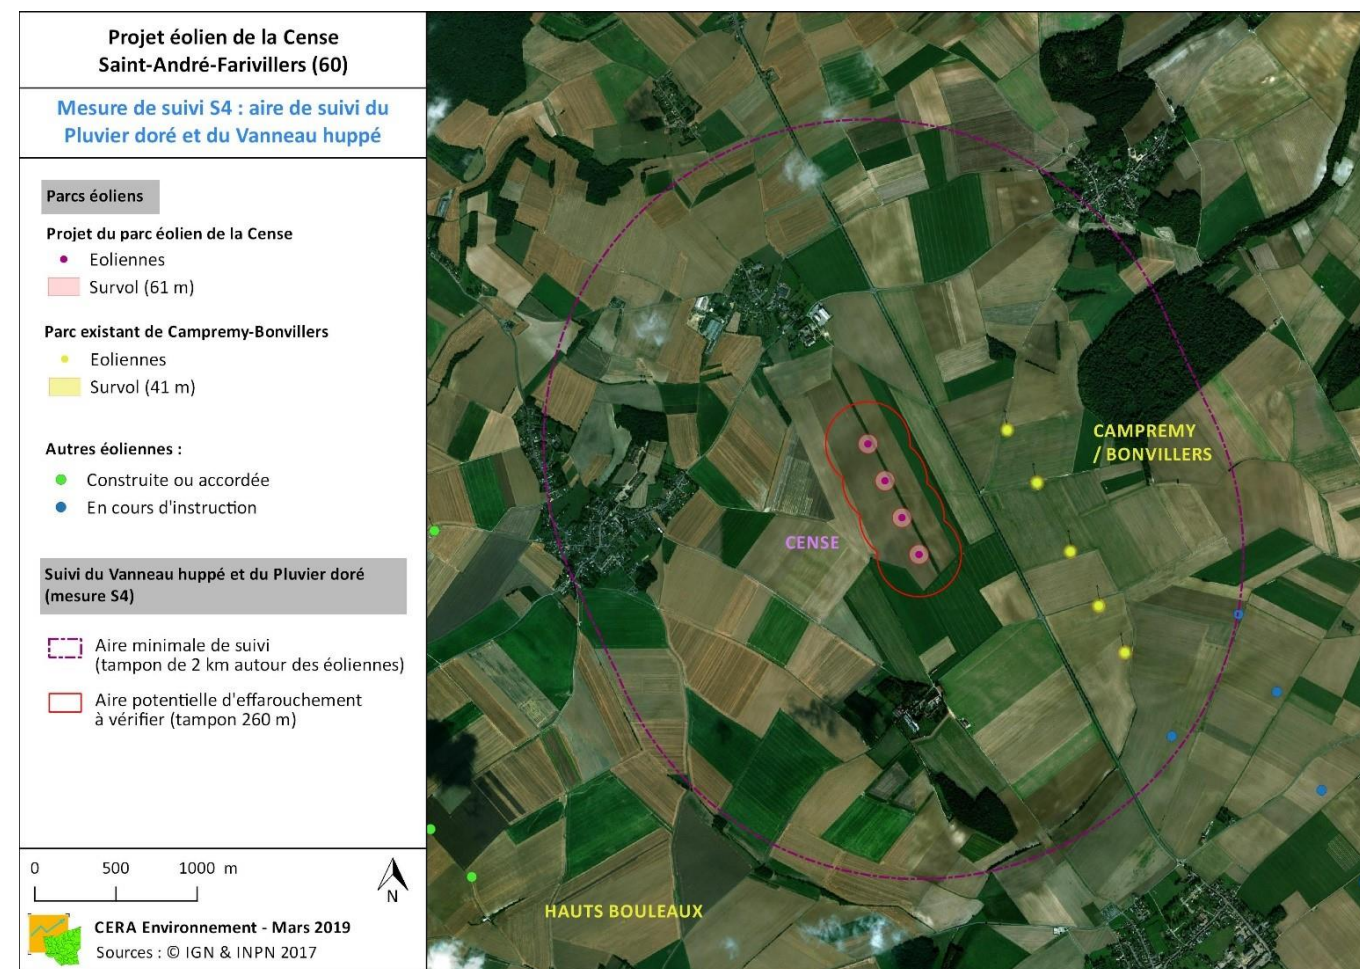 Projet éolien de la Cense
Saint-André-Farivillers (60)
Mesure de suivi S4 : aire de suivi du
Pluvier doré et du Vanneau huppé
Parcs éoliens
Projet du parc éolien de la Cense
Eoliennes
Survol (61 m)
Parc existant de Campremy-Bonvillers
Eoliennes
Survol (41 m)
Autres éoliennes :
Construite ou accordée
En cours d'instruction
Suivi du Vanneau huppé et du Pluvier doré
(mesure S4)
Aire minimale de suivi
(tampon de 2 km autour des éoliennes)
Aire potentielle d'effarouchement
à vérifier (tampon 260 m)
0 500 1000 m
N
CERA Environnement - Mars 2019
Sources : © IGN & INPN 2017
CAMPREMY
/ BONVILLERS
CENSE
HAUTS BOULEAUX